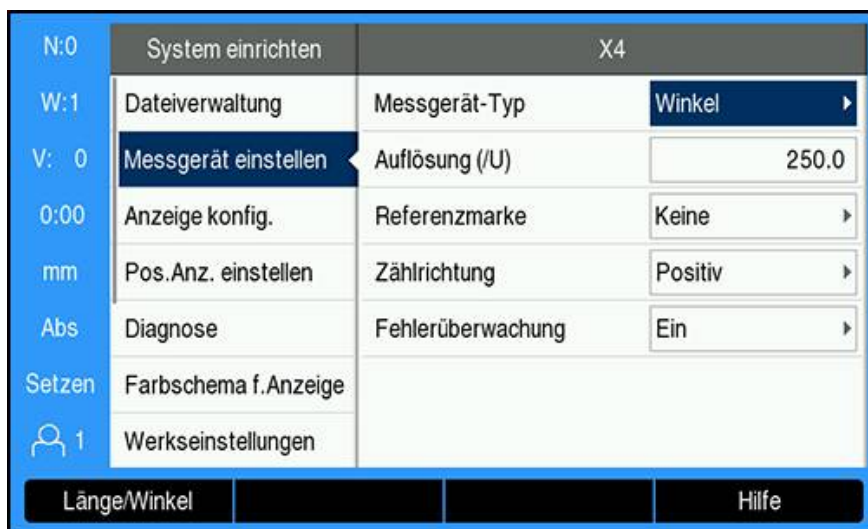 N:0 System einrichten X4
W:1 Dateiverwaltung Messgerät-Typ Winkel
V: 0 Messgerät einstellen Auflösung (/U) 250.0
0:00 Anzeige konfig. Referenzmarke Keine
mm Pos.Anz. einstellen Zählrichtung Positiv
Abs Diagnose Fehlerüberwachung Ein
Setzen Farbschema f.Anzeige
1 Werkseinstellungen
Länge/Winkel Hilfe